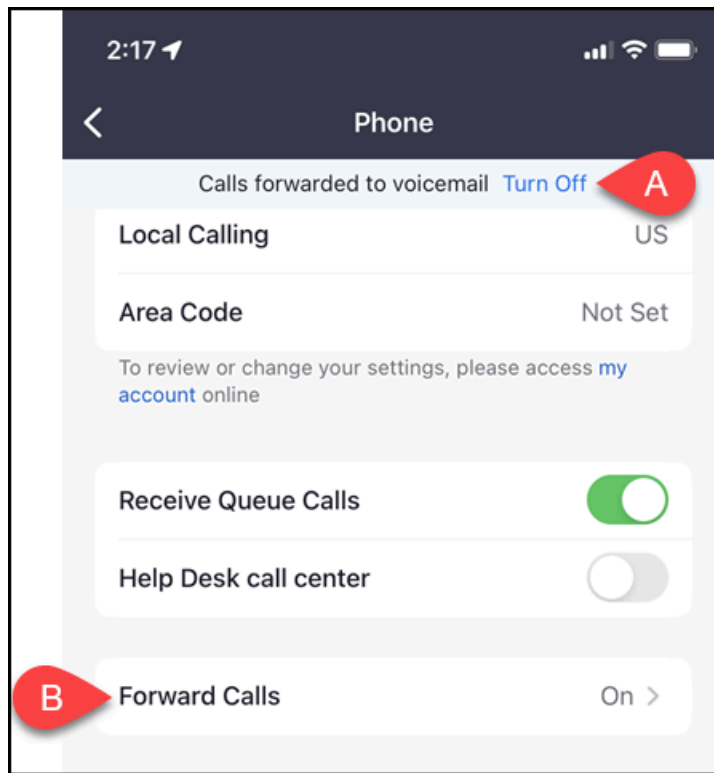 2:17
Phone
Calls forwarded to voicemail Turn Off A
Local Calling US
Area Code Not Set
To review or change your settings, please access my
account online
Receive Queue Calls
Help Desk call center
B Forward Calls On